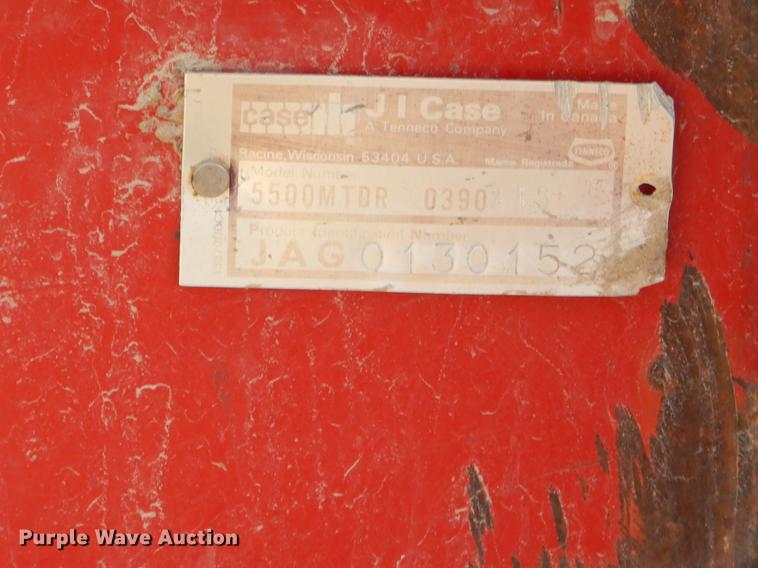 case ih
J I Case
A Tenneco Company
Made
In Canada
Racine, Wisconsin 53404 U.S.A.
Marca Registrada
TENNECO
Model Number
5500MTDR 0390
Product Identification Number
JAG0130152
Purple Wave Auction